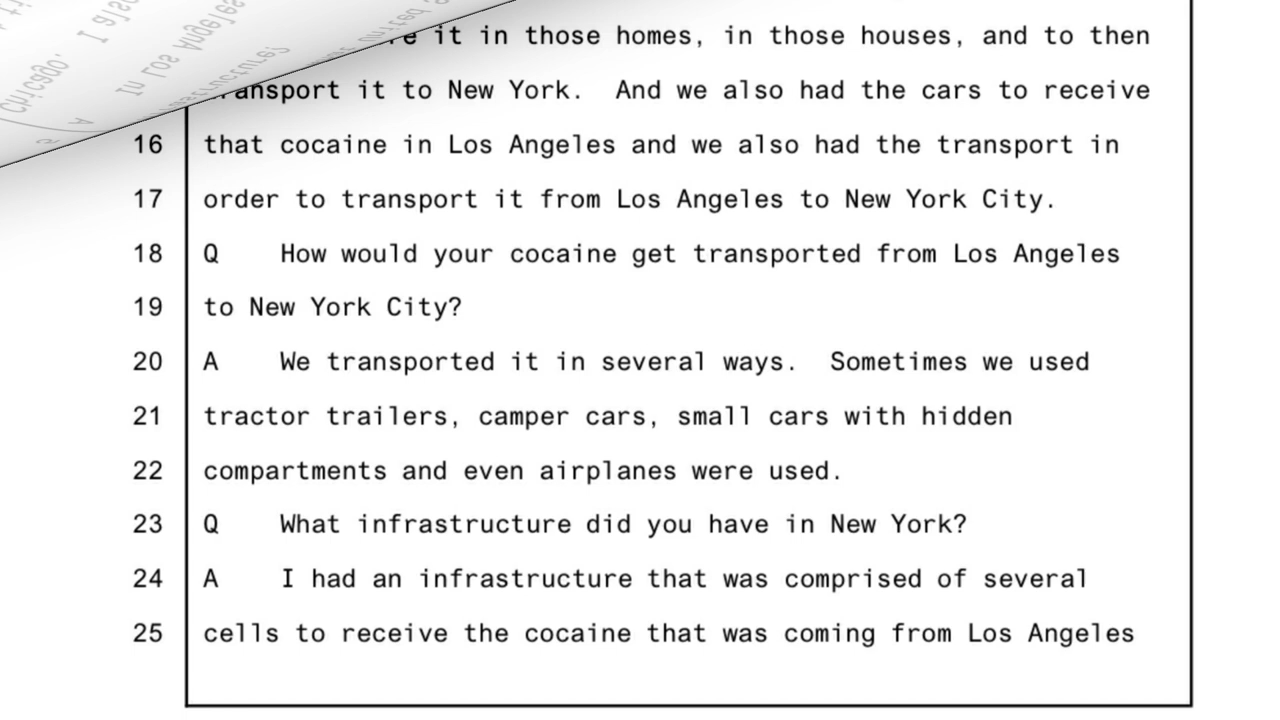 it in those homes, in those houses, and to then
it to New York. And we also had the cars to receive
16 that cocaine in Los Angeles and we also had the transport in
17 order to transport it from Los Angeles to New York City.
18 Q How would your cocaine get transported from Los Angeles
19 to New York City?
20 A We transported it in several ways. Sometimes we used
21 tractor trailers, camper cars, small cars with hidden
22 compartments and even airplanes were used.
23 Q What infrastructure did you have in New York?
24 A I had an infrastructure that was comprised of several
25 cells to receive the cocaine that was coming from Los Angeles